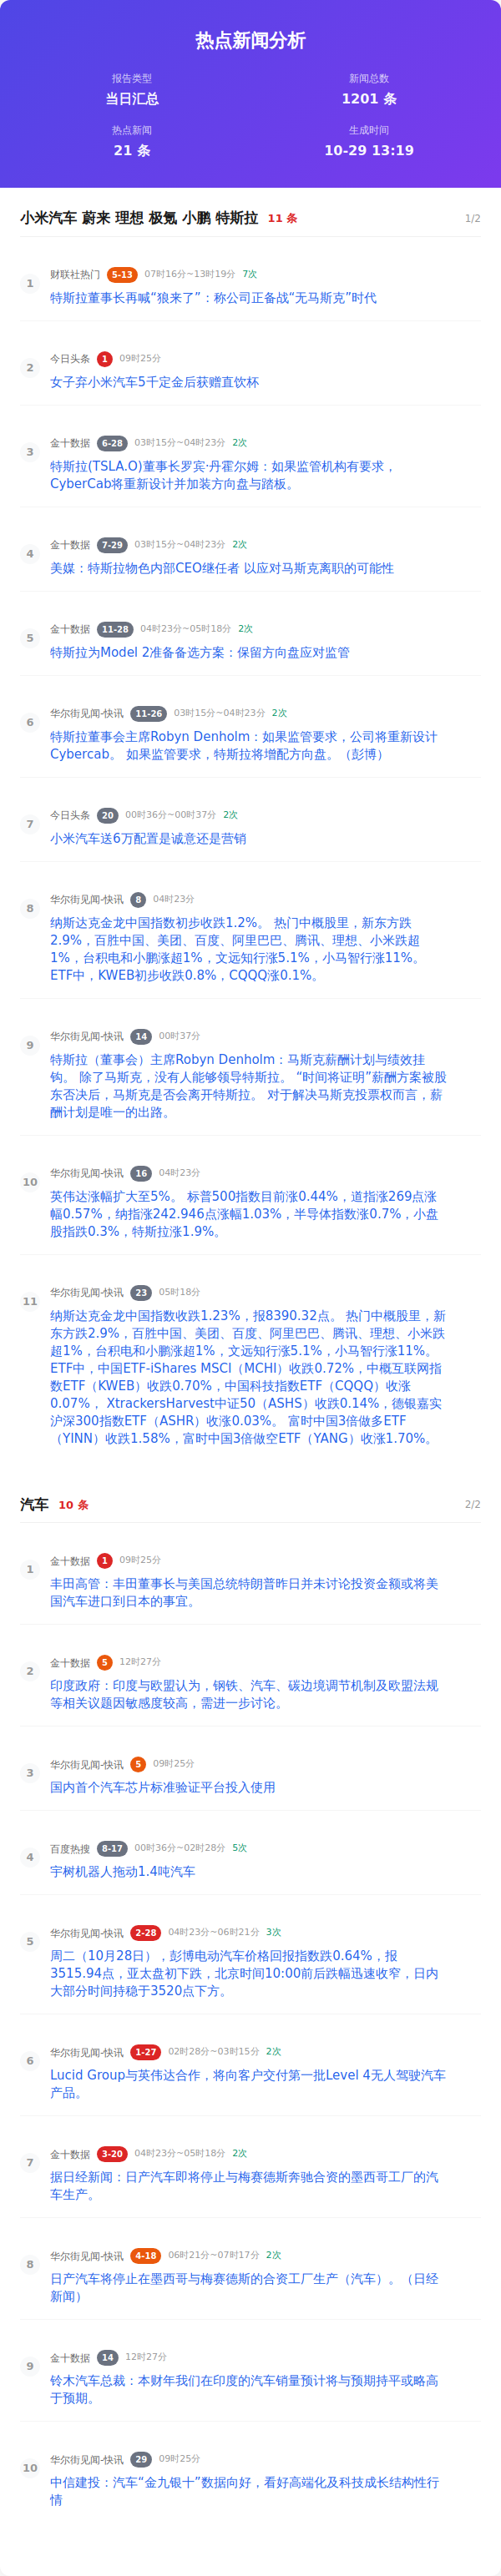 热点新闻分析
报告类型
当日汇总
新闻总数
1201 条
热点新闻
21 条
生成时间
10-29 13:19
小米汽车 蔚来 理想 极氪 小鹏 特斯拉 11 条 1/2
1
财联社热门 5-13 07时16分~13时19分 7次
特斯拉董事长再喊“狼来了”：称公司正备战“无马斯克”时代
2
今日头条 1 09时25分
女子弃小米汽车5千定金后获赠直饮杯
3
金十数据 6-28 03时15分~04时23分 2次
特斯拉(TSLA.O)董事长罗宾·丹霍尔姆：如果监管机构有要求，
CyberCab将重新设计并加装方向盘与踏板。
4
金十数据 7-29 03时15分~04时23分 2次
美媒：特斯拉物色内部CEO继任者 以应对马斯克离职的可能性
5
金十数据 11-28 04时23分~05时18分 2次
特斯拉为Model 2准备备选方案：保留方向盘应对监管
6
华尔街见闻-快讯 11-26 03时15分~04时23分 2次
特斯拉董事会主席Robyn Denholm：如果监管要求，公司将重新设计
Cybercab。 如果监管要求，特斯拉将增配方向盘。（彭博）
7
今日头条 20 00时36分~00时37分 2次
小米汽车送6万配置是诚意还是营销
8
华尔街见闻-快讯 8 04时23分
纳斯达克金龙中国指数初步收跌1.2%。 热门中概股里，新东方跌
2.9%，百胜中国、美团、百度、阿里巴巴、腾讯、理想、小米跌超
1%，台积电和小鹏涨超1%，文远知行涨5.1%，小马智行涨11%。
ETF中，KWEB初步收跌0.8%，CQQQ涨0.1%。
9
华尔街见闻-快讯 14 00时37分
特斯拉（董事会）主席Robyn Denholm：马斯克薪酬计划与绩效挂
钩。 除了马斯克，没有人能够领导特斯拉。 “时间将证明”薪酬方案被股
东否决后，马斯克是否会离开特斯拉。 对于解决马斯克投票权而言，薪
酬计划是唯一的出路。
10
华尔街见闻-快讯 16 04时23分
英伟达涨幅扩大至5%。 标普500指数目前涨0.44%，道指涨269点涨
幅0.57%，纳指涨242.946点涨幅1.03%，半导体指数涨0.7%，小盘
股指跌0.3%，特斯拉涨1.9%。
11
华尔街见闻-快讯 23 05时18分
纳斯达克金龙中国指数收跌1.23%，报8390.32点。 热门中概股里，新
东方跌2.9%，百胜中国、美团、百度、阿里巴巴、腾讯、理想、小米跌
超1%，台积电和小鹏涨超1%，文远知行涨5.1%，小马智行涨11%。
ETF中，中国ETF-iShares MSCI（MCHI）收跌0.72%，中概互联网指
数ETF（KWEB）收跌0.70%，中国科技指数ETF（CQQQ）收涨
0.07%， XtrackersHarvest中证50（ASHS）收跌0.14%，德银嘉实
沪深300指数ETF（ASHR）收涨0.03%。 富时中国3倍做多ETF
（YINN）收跌1.58%，富时中国3倍做空ETF（YANG）收涨1.70%。
汽车 10 条 2/2
1
金十数据 1 09时25分
丰田高管：丰田董事长与美国总统特朗普昨日并未讨论投资金额或将美
国汽车进口到日本的事宜。
2
金十数据 5 12时27分
印度政府：印度与欧盟认为，钢铁、汽车、碳边境调节机制及欧盟法规
等相关议题因敏感度较高，需进一步讨论。
3
华尔街见闻-快讯 5 09时25分
国内首个汽车芯片标准验证平台投入使用
4
百度热搜 8-17 00时36分~02时28分 5次
宇树机器人拖动1.4吨汽车
5
华尔街见闻-快讯 2-28 04时23分~06时21分 3次
周二（10月28日），彭博电动汽车价格回报指数跌0.64%，报
3515.94点，亚太盘初下跌，北京时间10:00前后跌幅迅速收窄，日内
大部分时间持稳于3520点下方。
6
华尔街见闻-快讯 1-27 02时28分~03时15分 2次
Lucid Group与英伟达合作，将向客户交付第一批Level 4无人驾驶汽车
产品。
7
金十数据 3-20 04时23分~05时18分 2次
据日经新闻：日产汽车即将停止与梅赛德斯奔驰合资的墨西哥工厂的汽
车生产。
8
华尔街见闻-快讯 4-18 06时21分~07时17分 2次
日产汽车将停止在墨西哥与梅赛德斯的合资工厂生产（汽车）。（日经
新闻）
9
金十数据 14 12时27分
铃木汽车总裁：本财年我们在印度的汽车销量预计将与预期持平或略高
于预期。
10
华尔街见闻-快讯 29 09时25分
中信建投：汽车“金九银十”数据向好，看好高端化及科技成长结构性行
情